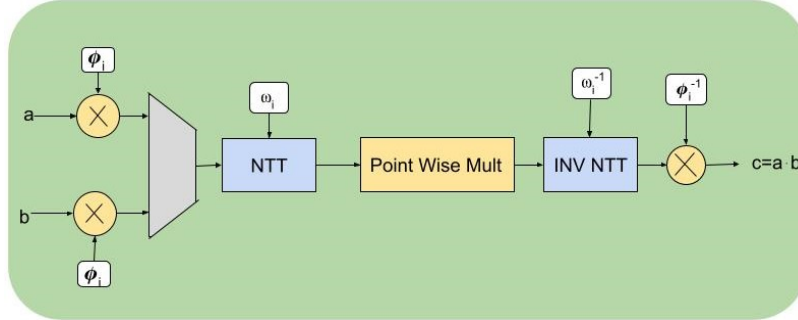 ϕᵢ
ωᵢ
ωᵢ⁻¹
ϕᵢ⁻¹
a
NTT
Point Wise Mult
INV NTT
c=a·b
b
ϕᵢ